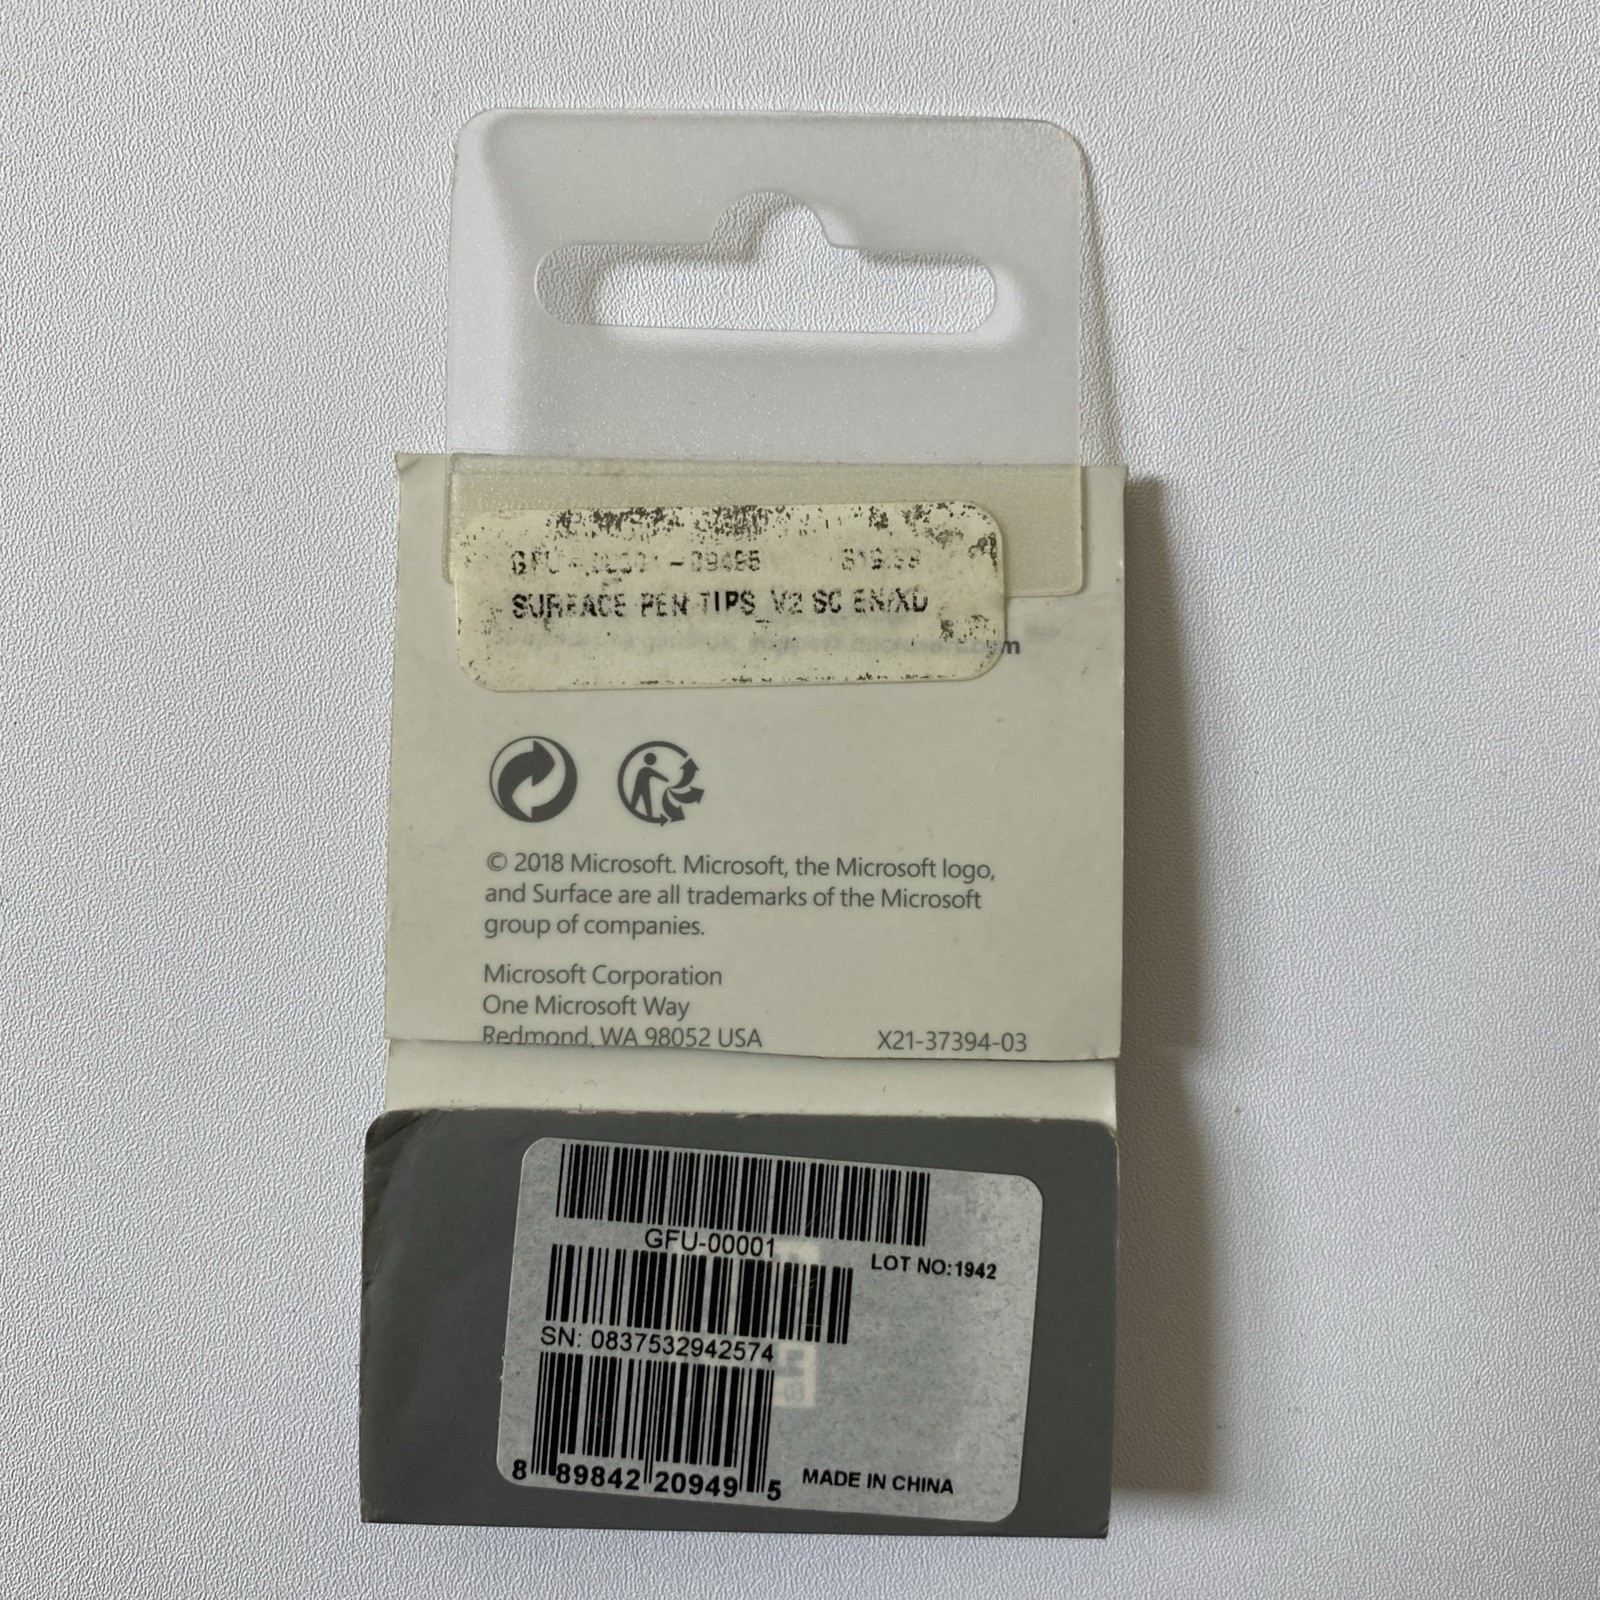 SURFACE PEN TIPS_V2 SC EN/XD
© 2018 Microsoft. Microsoft, the Microsoft logo,
and Surface are all trademarks of the Microsoft
group of companies.
Microsoft Corporation
One Microsoft Way
Redmond, WA 98052 USA
X21-37394-03
GFU-00001
LOT NO:1942
SN: 0837532942574
8 89842 20949 5
MADE IN CHINA